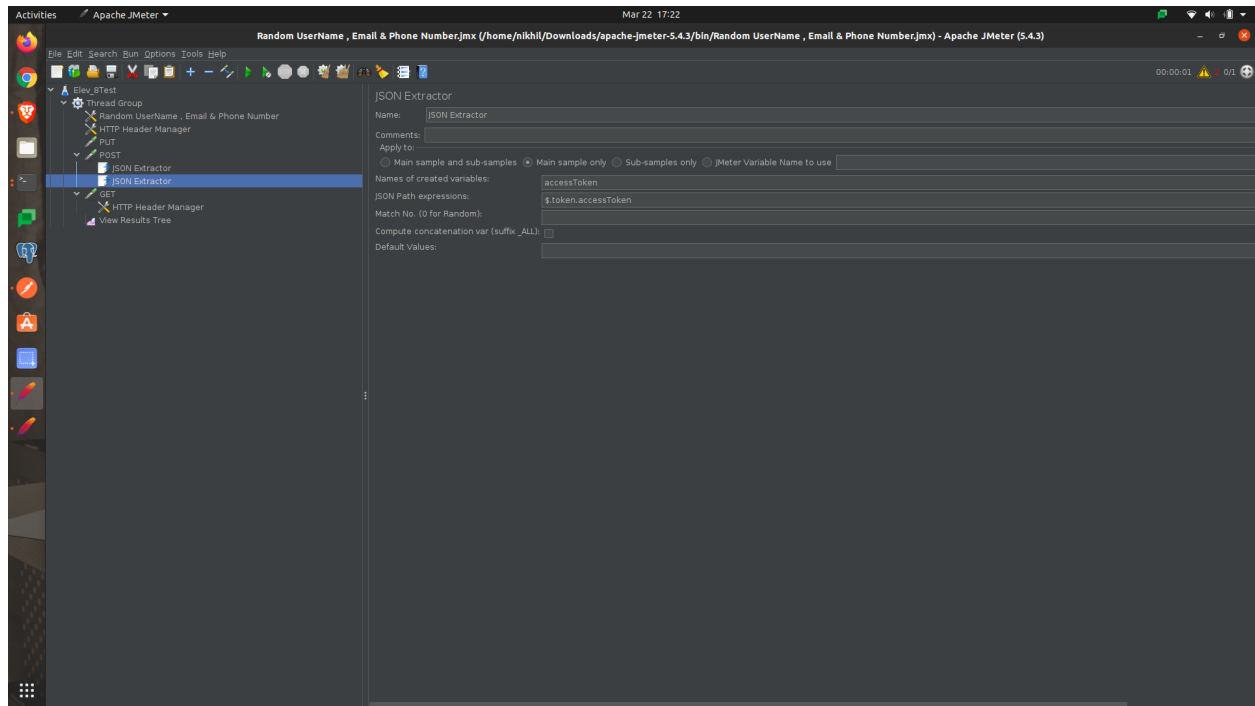 Activities Apache JMeter Mar 22 17:22
Random UserName , Email & Phone Number.jmx (/home/nikhil/Downloads/apache-jmeter-5.4.3/bin/Random UserName , Email & Phone Number.jmx) - Apache JMeter (5.4.3)
File Edit Search Run Options Tools Help
00:00:01 0/1
Elev_8Test
Thread Group
Random UserName , Email & Phone Number
HTTP Header Manager
PUT
POST
JSON Extractor
JSON Extractor
GET
HTTP Header Manager
View Results Tree
JSON Extractor
Name: JSON Extractor
Comments:
Apply to:
Main sample and sub-samples Main sample only Sub-samples only JMeter Variable Name to use
Names of created variables: accessToken
JSON Path expressions: $.token.accessToken
Match No. (0 for Random):
Compute concatenation var (suffix _ALL):
Default Values: